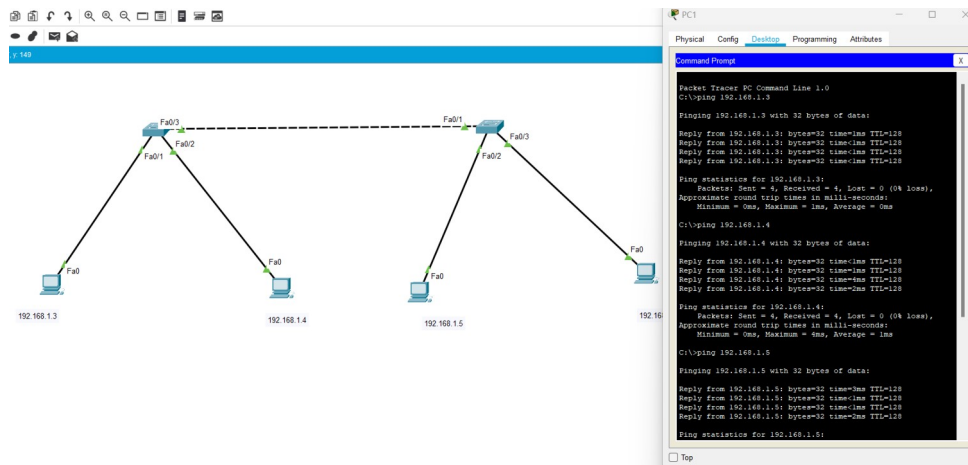 y: 149
Fa0/3
Fa0/1
Fa0/2
Fa0/1
Fa0/3
Fa0/2
Fa0
Fa0
Fa0
Fa0
192.168.1.3
192.168.1.4
192.168.1.5
192.16
PC1
Physical Config Desktop Programming Attributes
Command Prompt
X
Packet Tracer PC Command Line 1.0
C:\>ping 192.168.1.3
Pinging 192.168.1.3 with 32 bytes of data:
Reply from 192.168.1.3: bytes=32 time=1ms TTL=128
Reply from 192.168.1.3: bytes=32 time<1ms TTL=128
Reply from 192.168.1.3: bytes=32 time<1ms TTL=128
Reply from 192.168.1.3: bytes=32 time<1ms TTL=128
Ping statistics for 192.168.1.3:
Packets: Sent = 4, Received = 4, Lost = 0 (0% loss),
Approximate round trip times in milli-seconds:
Minimum = 0ms, Maximum = 1ms, Average = 0ms
C:\>ping 192.168.1.4
Pinging 192.168.1.4 with 32 bytes of data:
Reply from 192.168.1.4: bytes=32 time<1ms TTL=128
Reply from 192.168.1.4: bytes=32 time=1ms TTL=128
Reply from 192.168.1.4: bytes=32 time=4ms TTL=128
Reply from 192.168.1.4: bytes=32 time=2ms TTL=128
Ping statistics for 192.168.1.4:
Packets: Sent = 4, Received = 4, Lost = 0 (0% loss),
Approximate round trip times in milli-seconds:
Minimum = 0ms, Maximum = 4ms, Average = 1ms
C:\>ping 192.168.1.5
Pinging 192.168.1.5 with 32 bytes of data:
Reply from 192.168.1.5: bytes=32 time=3ms TTL=128
Reply from 192.168.1.5: bytes=32 time<1ms TTL=128
Reply from 192.168.1.5: bytes=32 time<1ms TTL=128
Reply from 192.168.1.5: bytes=32 time=2ms TTL=128
Ping statistics for 192.168.1.5:
Top